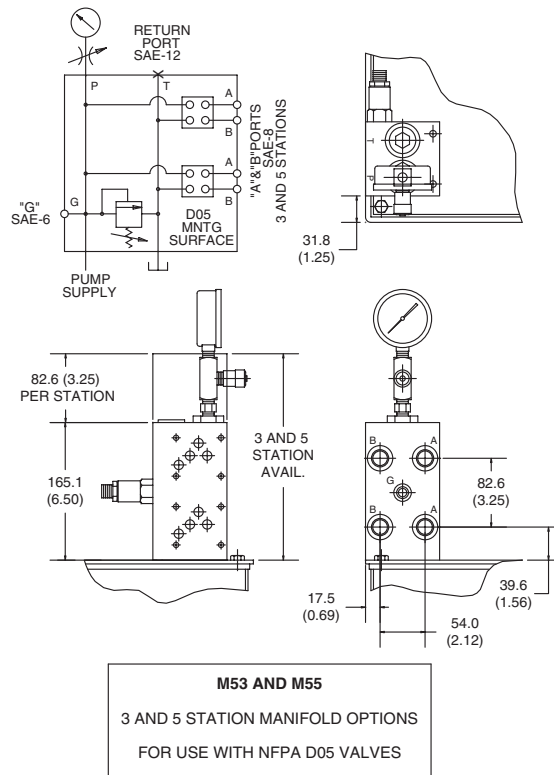 RETURN
PORT
SAE-12
P
T
A
B
A
B
"A"&"B"PORTS
SAE-8
3 AND 5 STATIONS
"G"
SAE-6
G
D05
MNTG
SURFACE
PUMP
SUPPLY
T
P
31.8
(1.25)
82.6 (3.25)
PER STATION
165.1
(6.50)
3 AND 5
STATION
AVAIL.
B
A
G
B
A
82.6
(3.25)
39.6
(1.56)
17.5
(0.69)
54.0
(2.12)
M53 AND M55
3 AND 5 STATION MANIFOLD OPTIONS
FOR USE WITH NFPA D05 VALVES